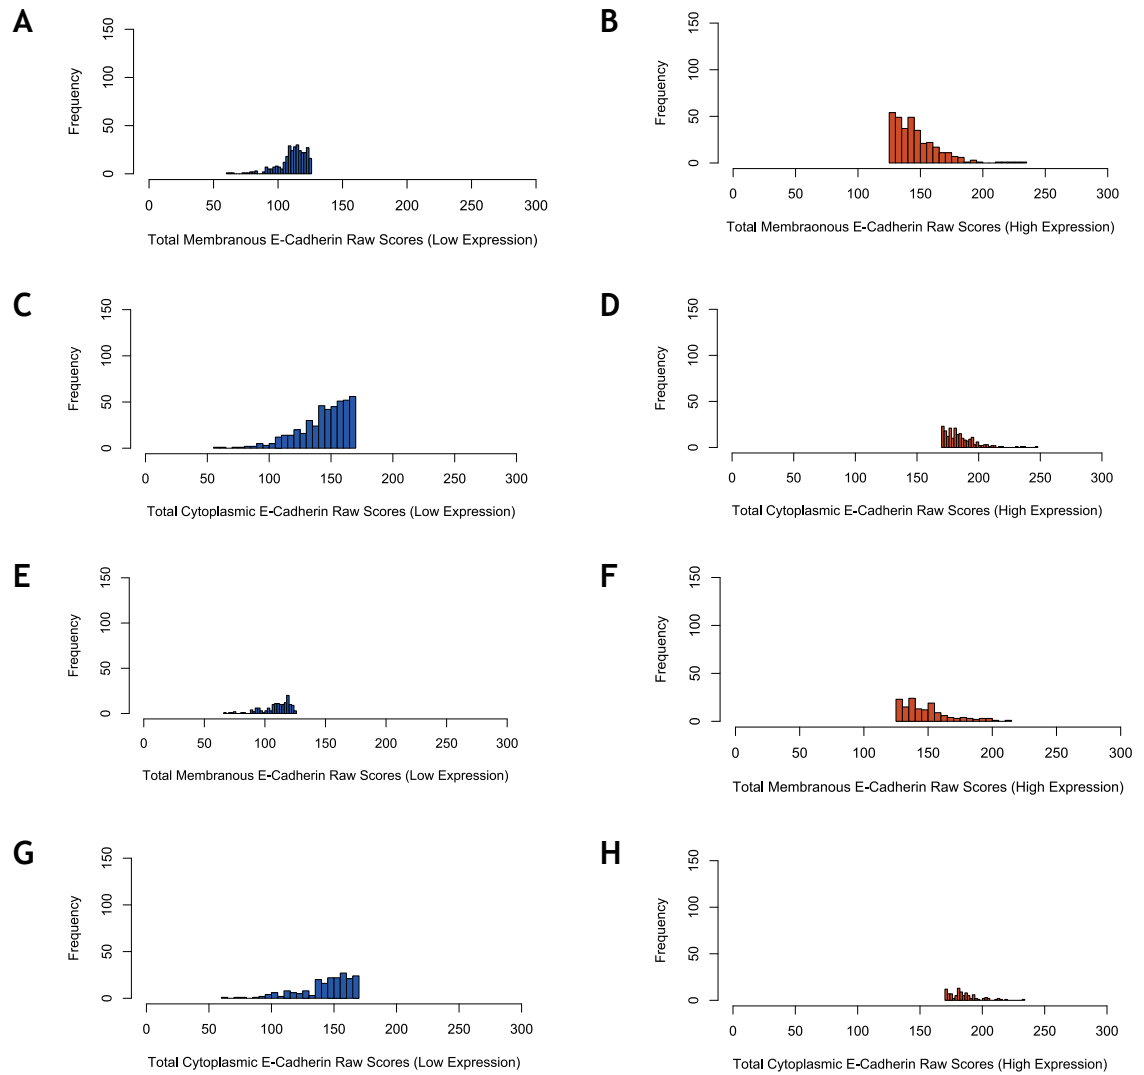 A
Frequency
0 50 100 150
0 50 100 150 200 250 300
Total Membranous E-Cadherin Raw Scores (Low Expression)
B
Frequency
0 50 100 150
0 50 100 150 200 250 300
Total Membraonous E-Cadherin Raw Scores (High Expression)
C
Frequency
0 50 100 150
0 50 100 150 200 250 300
Total Cytoplasmic E-Cadherin Raw Scores (Low Expression)
D
Frequency
0 50 100 150
0 50 100 150 200 250 300
Total Cytoplasmic E-Cadherin Raw Scores (High Expression)
E
Frequency
0 50 100 150
0 50 100 150 200 250 300
Total Membranous E-Cadherin Raw Scores (Low Expression)
F
Frequency
0 50 100 150
0 50 100 150 200 250 300
Total Membranous E-Cadherin Raw Scores (High Expression)
G
Frequency
0 50 100 150
0 50 100 150 200 250 300
Total Cytoplasmic E-Cadherin Raw Scores (Low Expression)
H
Frequency
0 50 100 150
0 50 100 150 200 250 300
Total Cytoplasmic E-Cadherin Raw Scores (High Expression)